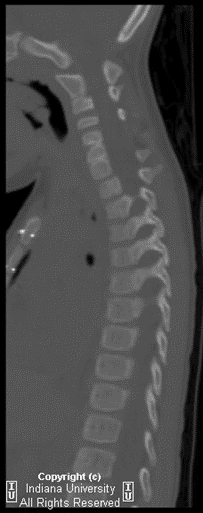 Copyright (c)
Indiana University
All Rights Reserved